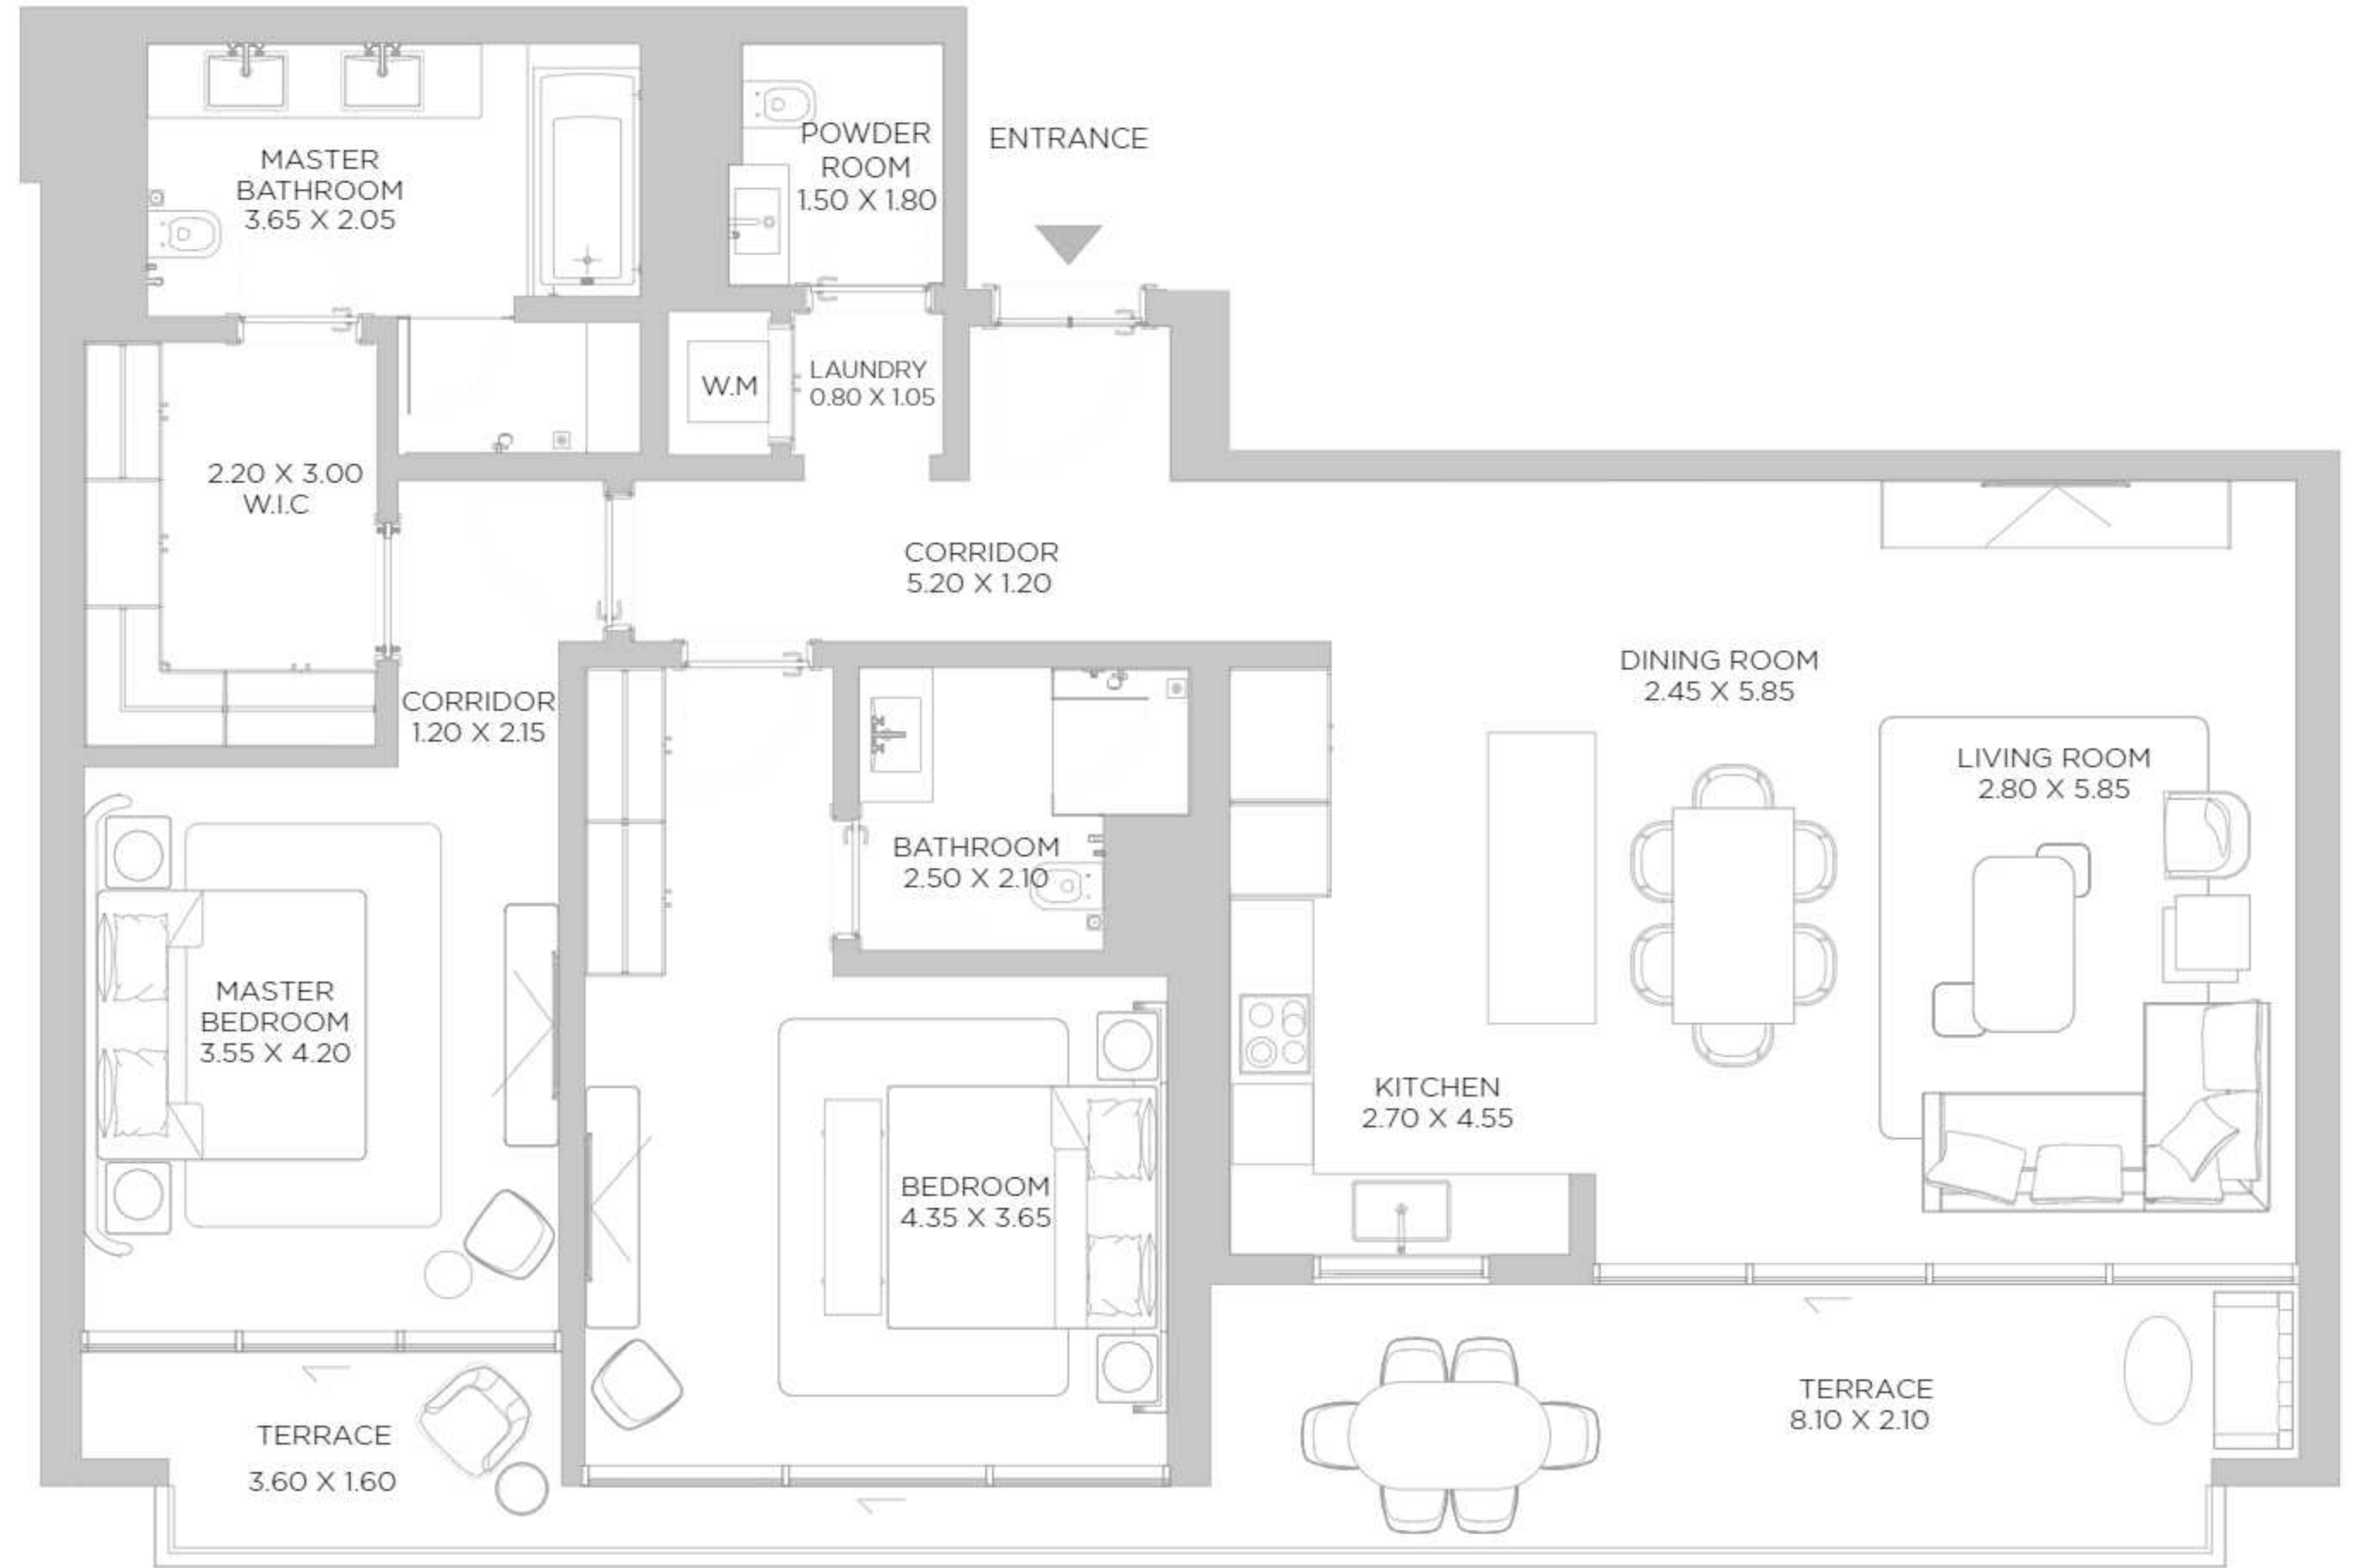 MASTER
BATHROOM
3.65 X 2.05
POWDER
ROOM
1.50 X 1.80
ENTRANCE
W.M
LAUNDRY
0.80 X 1.05
2.20 X 3.00
W.I.C
CORRIDOR
5.20 X 1.20
CORRIDOR
1.20 X 2.15
DINING ROOM
2.45 X 5.85
LIVING ROOM
2.80 X 5.85
BATHROOM
2.50 X 2.10
MASTER
BEDROOM
3.55 X 4.20
KITCHEN
2.70 X 4.55
BEDROOM
4.35 X 3.65
TERRACE
3.60 X 1.60
TERRACE
8.10 X 2.10